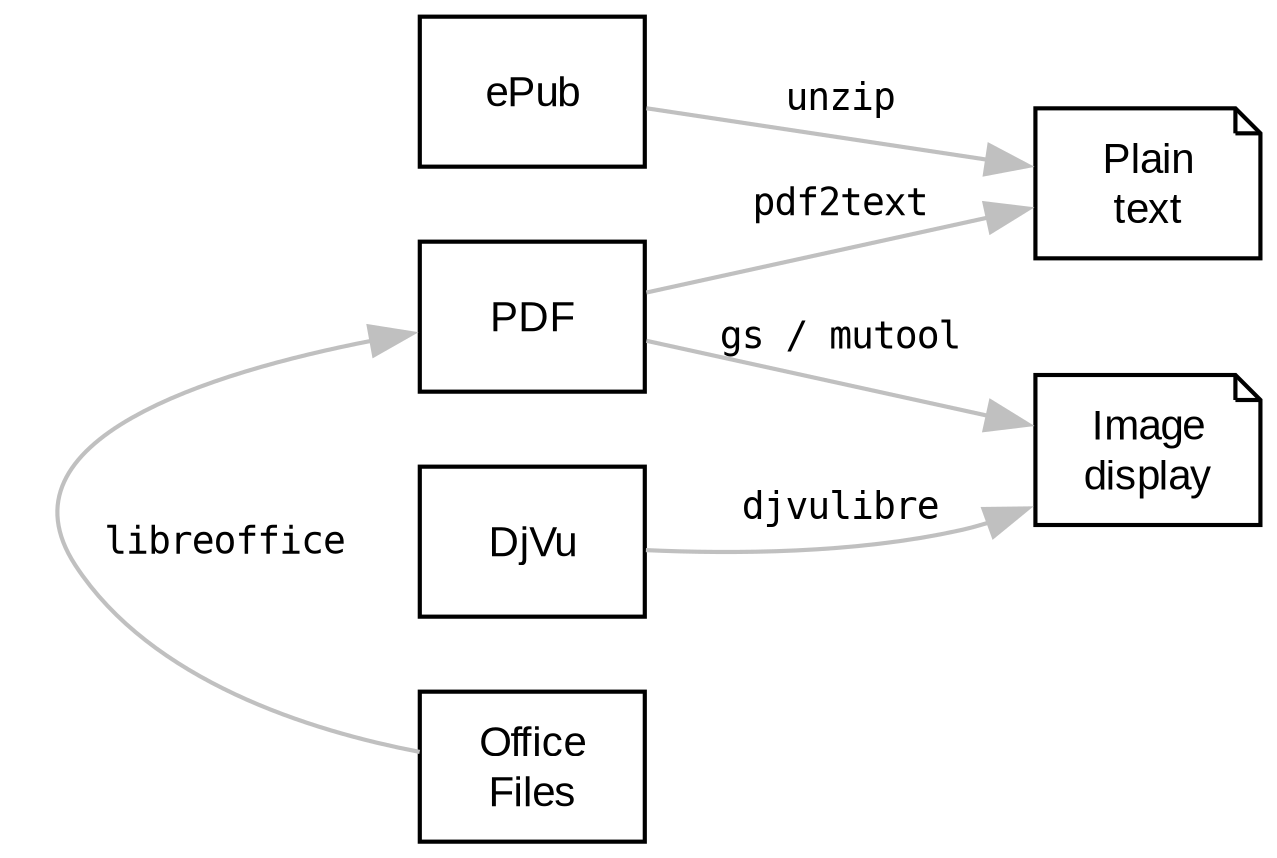 ePub
unzip
Plain
text
pdf2text
PDF
gs / mutool
Image
display
djvulibre
DjVu
libreoffice
Office
Files